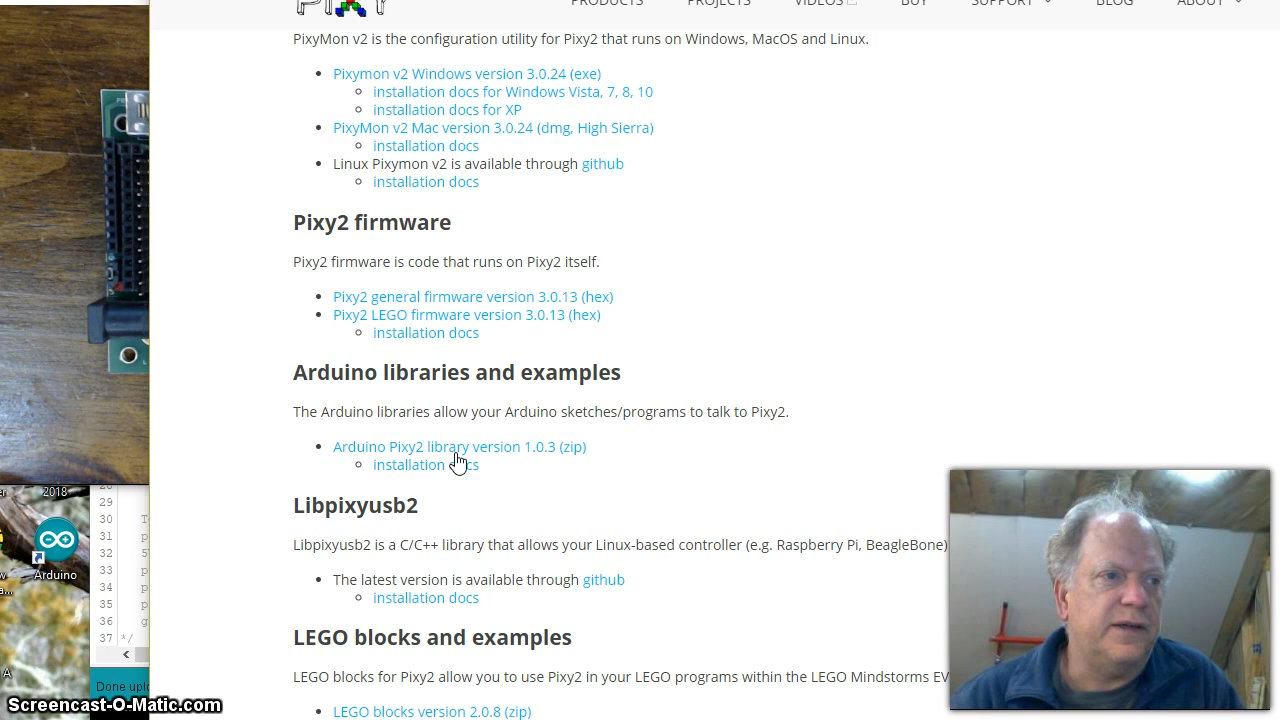 PIXY
PRODUCTS PROJECTS VIDEOS BUY SUPPORT BLOG ABOUT
PixyMon v2 is the configuration utility for Pixy2 that runs on Windows, MacOS and Linux.
Pixymon v2 Windows version 3.0.24 (exe)
installation docs for Windows Vista, 7, 8, 10
installation docs for XP
PixyMon v2 Mac version 3.0.24 (dmg, High Sierra)
installation docs
Linux Pixymon v2 is available through github
installation docs
Pixy2 firmware
Pixy2 firmware is code that runs on Pixy2 itself.
Pixy2 general firmware version 3.0.13 (hex)
Pixy2 LEGO firmware version 3.0.13 (hex)
installation docs
Arduino libraries and examples
The Arduino libraries allow your Arduino sketches/programs to talk to Pixy2.
Arduino Pixy2 library version 1.0.3 (zip)
installation
Libpixyusb2
Libpixyusb2 is a C/C++ library that allows your Linux-based controller (e.g. Raspberry Pi, BeagleBone)
The latest version is available through github
installation docs
LEGO blocks and examples
LEGO blocks for Pixy2 allow you to use Pixy2 in your LEGO programs within the LEGO Mindstorms EV
LEGO blocks version 2.0.8 (zip)
2018
Arduino
29
30
31 p
32
33 p
34 p
35 p
36 g
37 */
Done uplo
Screencast-O-Matic.com